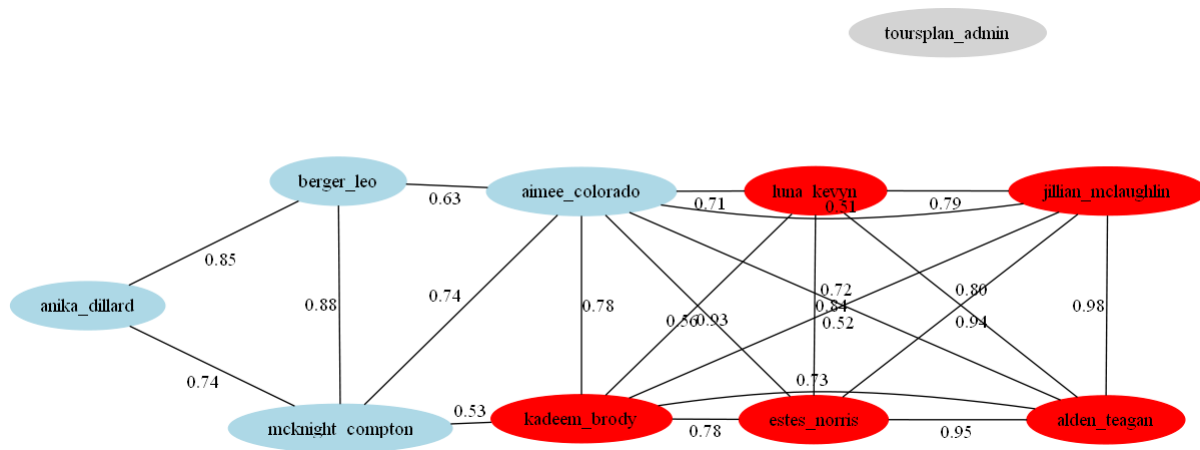 toursplan_admin
berger_leo
aimee_colorado
luna_kevyn
jillian_mclaughlin
0.63
0.71
0.51
0.79
0.85
anika_dillard
0.88
0.74
0.78
0.72
0.80
0.84
0.98
0.56
0.93
0.52
0.94
0.74
0.73
mcknight_compton
0.53
kadeem_brody
0.78
estes_norris
0.95
alden_teagan